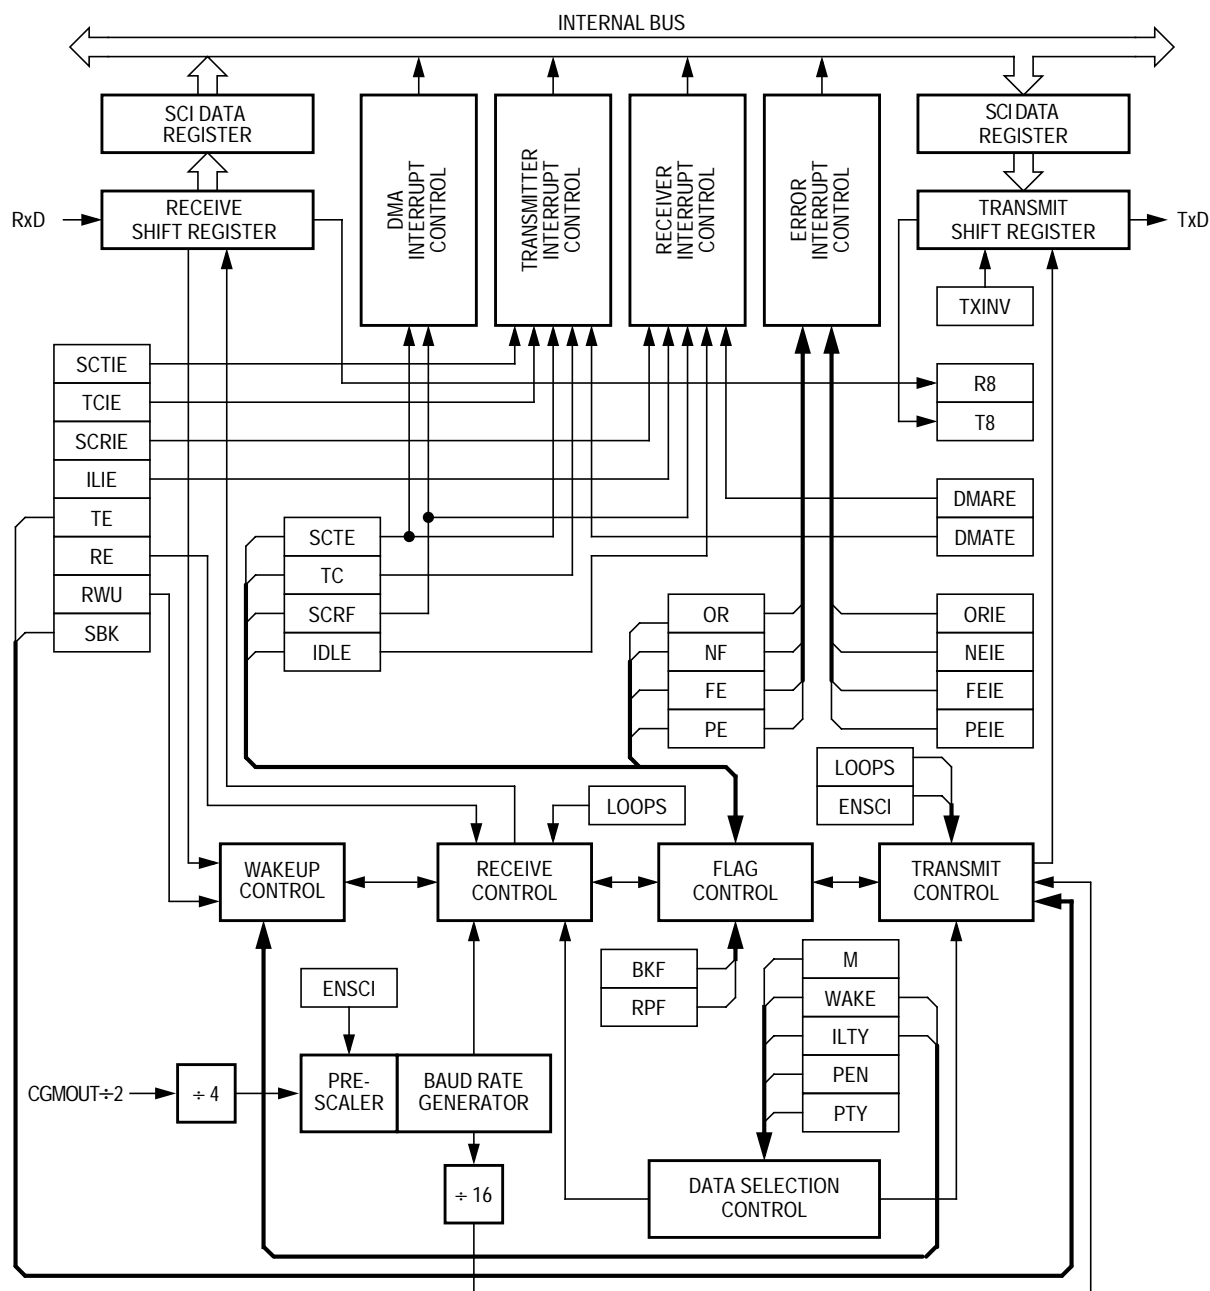 INTERNAL BUS
SCI DATA
REGISTER
SCI DATA
REGISTER
DMA
INTERRUPT
CONTROL
TRANSMITTER
INTERRUPT
CONTROL
RECEIVER
INTERRUPT
CONTROL
ERROR
INTERRUPT
CONTROL
RxD
RECEIVE
SHIFT REGISTER
TRANSMIT
SHIFT REGISTER
TxD
TXINV
SCTIE
TCIE
SCRIE
ILIE
TE
RE
RWU
SBK
R8
T8
DMARE
DMATE
SCTE
TC
SCRF
IDLE
OR
NF
FE
PE
ORIE
NEIE
FEIE
PEIE
LOOPS
ENSCI
LOOPS
WAKEUP
CONTROL
RECEIVE
CONTROL
FLAG
CONTROL
TRANSMIT
CONTROL
BKF
RPF
M
WAKE
ILTY
PEN
PTY
ENSCI
CGMOUT÷2
÷ 4
PRE-
SCALER
BAUD RATE
GENERATOR
÷ 16
DATA SELECTION
CONTROL